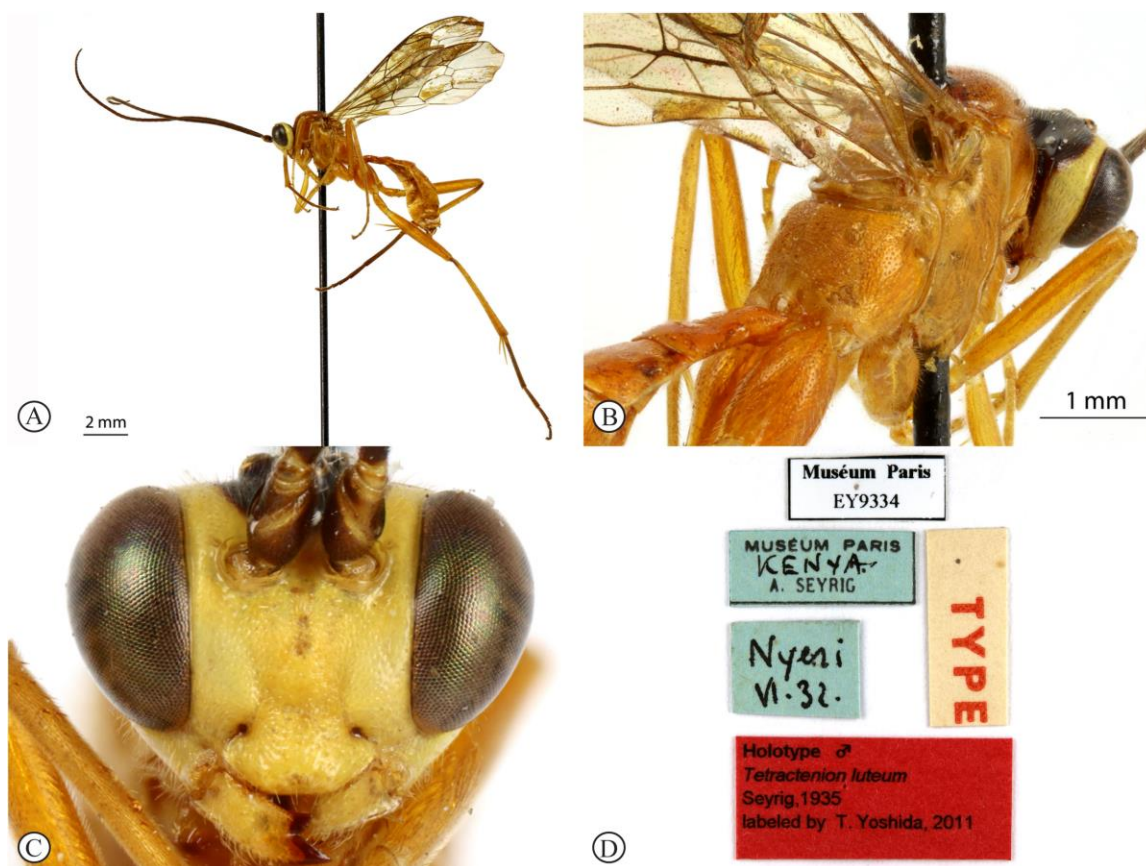 A
2 mm
B
1 mm
C
Muséum Paris
EY9334
MUSÉUM PARIS
KENYA
A. SEYRIG
TYPE
Nyeri
VI.32.
Holotype ♂
Tetractenion luteum
Seyrig,1935
labeled by T. Yoshida, 2011
D